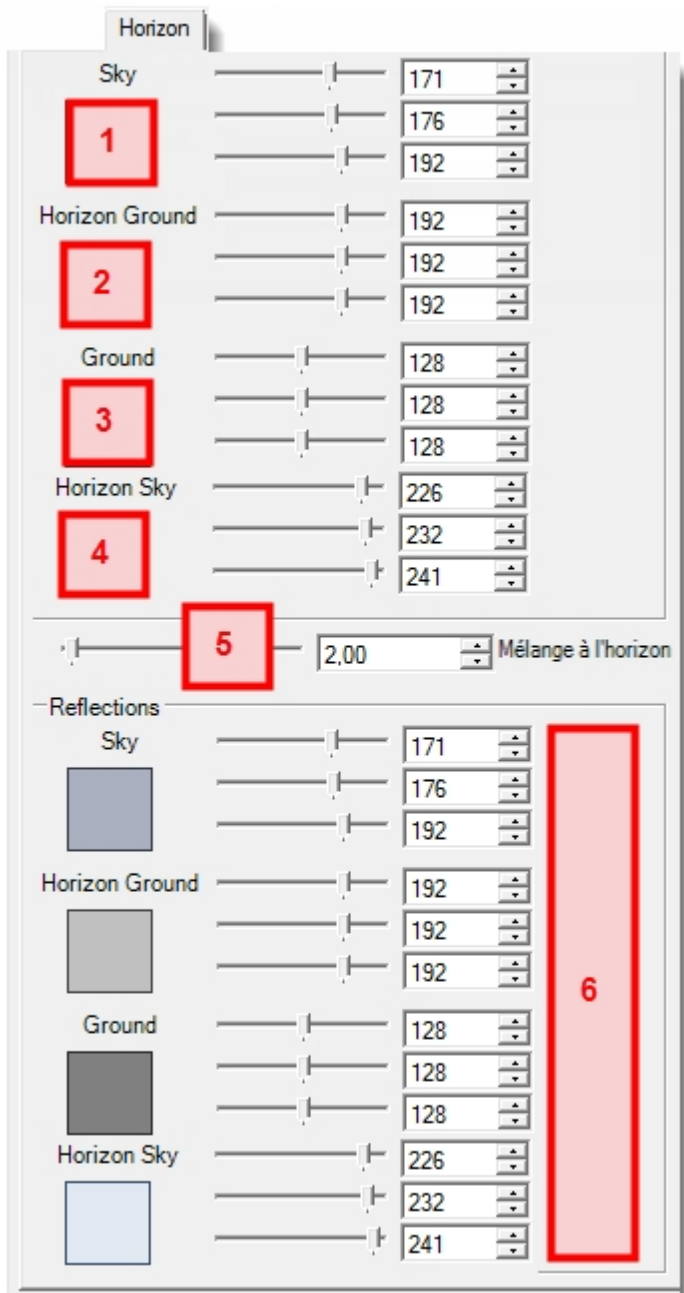 Horizon
Sky
171
1
176
192
Horizon Ground
192
2
192
192
Ground
128
3
128
128
Horizon Sky
226
4
232
241
5
2,00
Mélange à l'horizon
Reflections
Sky
171
176
192
Horizon Ground
192
192
192
6
Ground
128
128
128
Horizon Sky
226
232
241